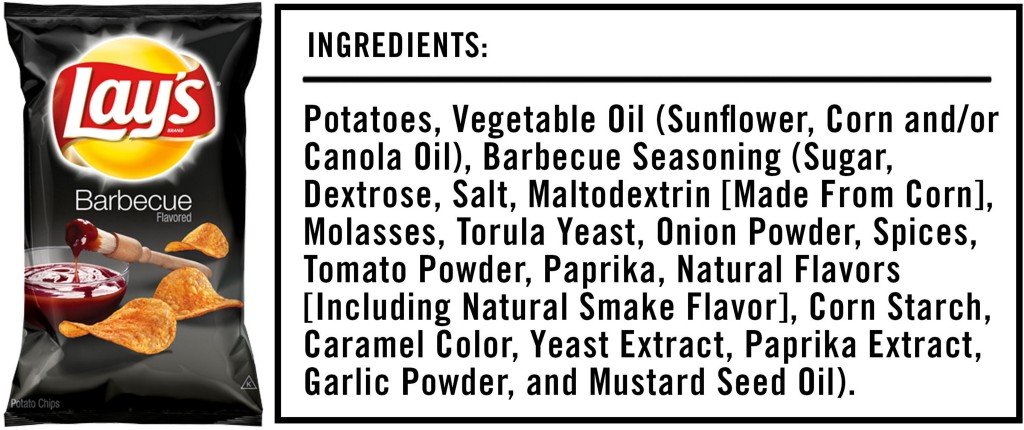 Lay's
BRAND
Barbecue
Flavored
K
Potato Chips
INGREDIENTS:
Potatoes, Vegetable Oil (Sunflower, Corn and/or
Canola Oil), Barbecue Seasoning (Sugar,
Dextrose, Salt, Maltodextrin [Made From Corn],
Molasses, Torula Yeast, Onion Powder, Spices,
Tomato Powder, Paprika, Natural Flavors
[Including Natural Smake Flavor], Corn Starch,
Caramel Color, Yeast Extract, Paprika Extract,
Garlic Powder, and Mustard Seed Oil).